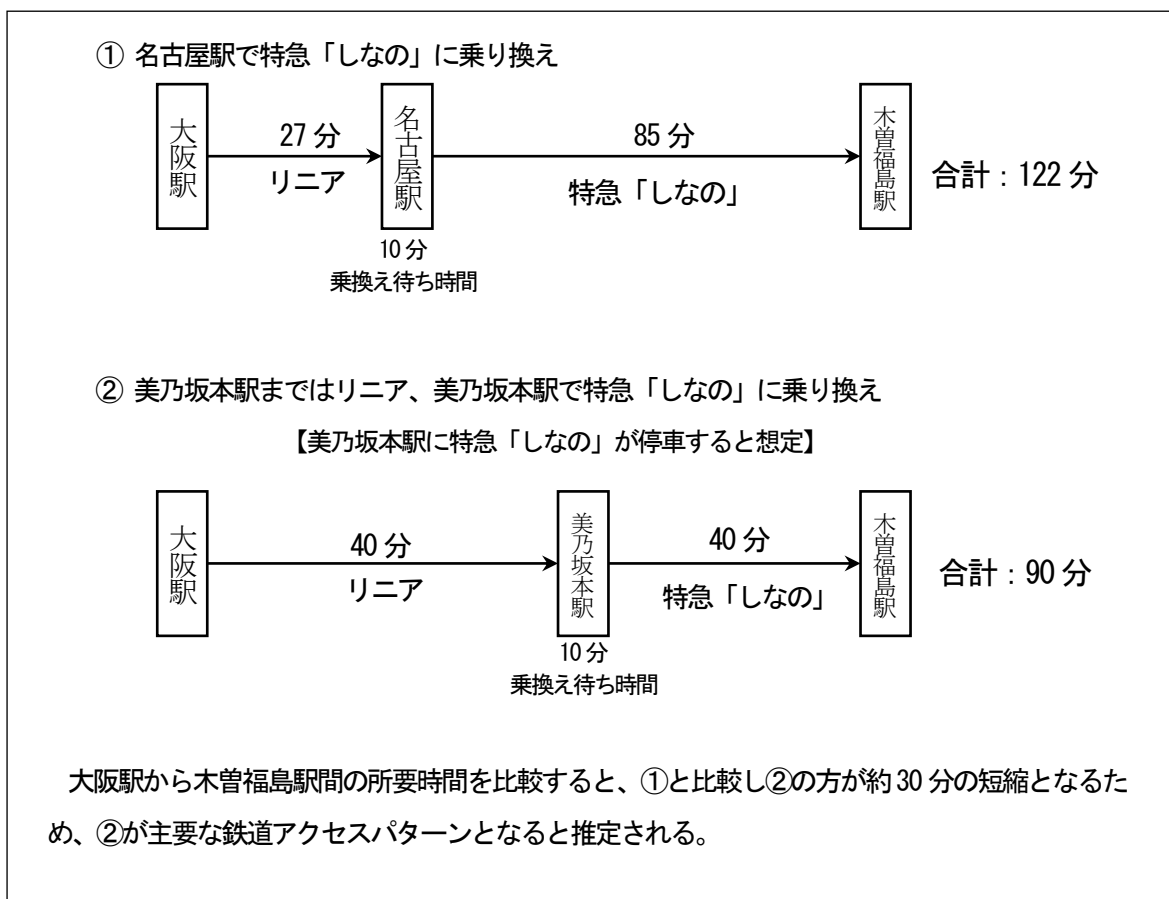 ① 名古屋駅で特急「しなの」に乗り換え
大阪駅
27分
リニア
名古屋駅
10分
乗換え待ち時間
85分
特急「しなの」
木曽福島駅
合計：122分
② 美乃坂本駅まではリニア、美乃坂本駅で特急「しなの」に乗り換え
【美乃坂本駅に特急「しなの」が停車すると想定】
大阪駅
40分
リニア
美乃坂本駅
10分
乗換え待ち時間
40分
特急「しなの」
木曽福島駅
合計：90分
大阪駅から木曽福島駅間の所要時間を比較すると、①と比較し②の方が約30分の短縮となるた
め、②が主要な鉄道アクセスパターンとなると推定される。